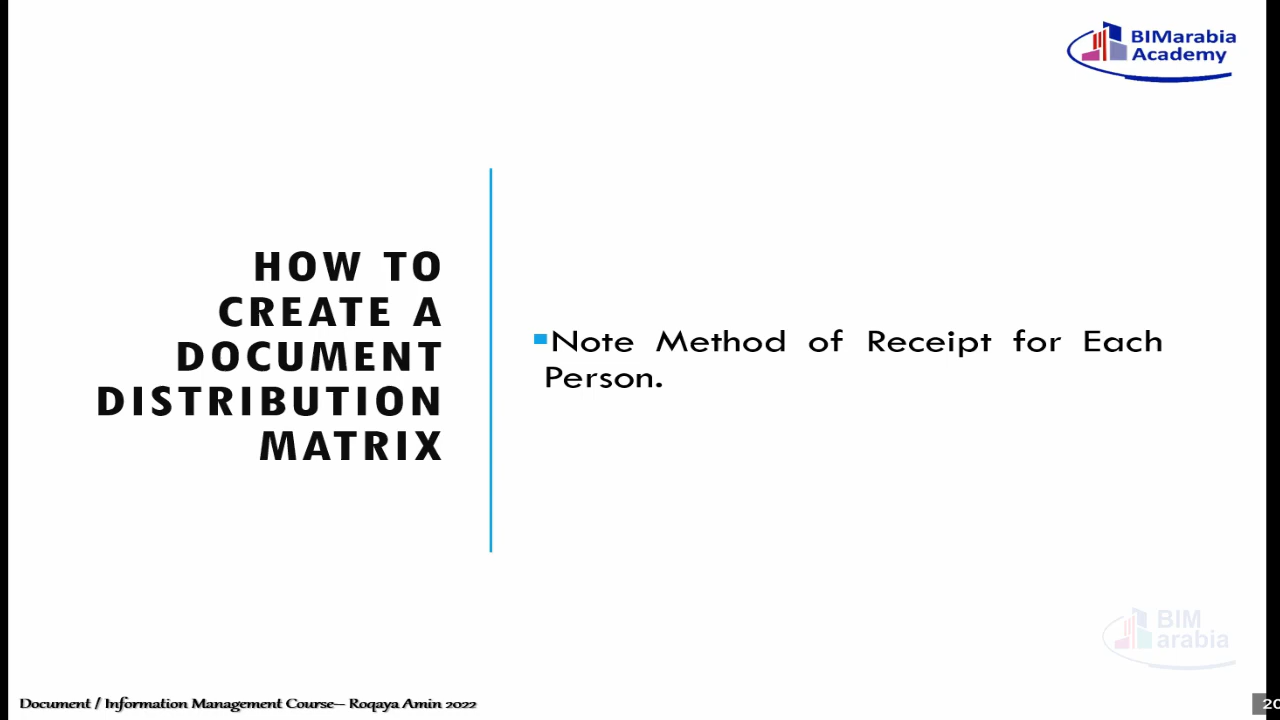 BIMarabia
Academy
HOW TO
CREATE A
DOCUMENT
DISTRIBUTION
MATRIX
Note Method of Receipt for Each
Person.
BIM
arabia
Document / Information Management Course– Roqaya Amin 2022
20